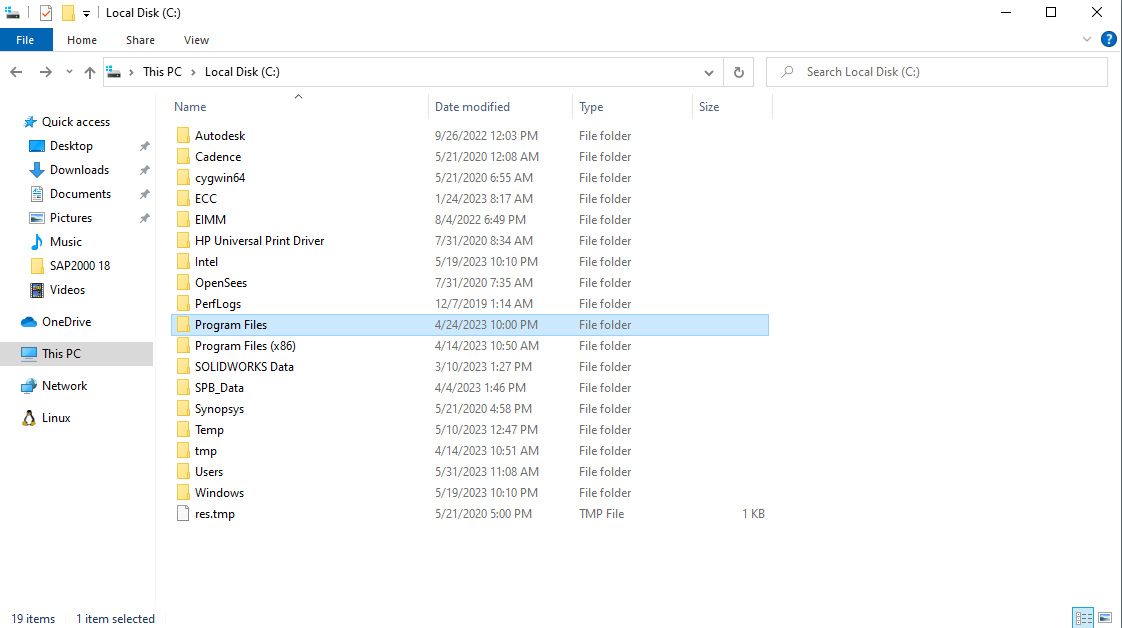 Local Disk (C:)
File Home Share View
This PC Local Disk (C:) Search Local Disk (C:)
Quick access
Desktop
Downloads
Documents
Pictures
Music
SAP2000 18
Videos
OneDrive
This PC
Network
Linux
Name Date modified Type Size
Autodesk 9/26/2022 12:03 PM File folder
Cadence 5/21/2020 12:08 AM File folder
cygwin64 5/21/2020 6:55 AM File folder
ECC 1/24/2023 8:17 AM File folder
EIMM 8/4/2022 6:49 PM File folder
HP Universal Print Driver 7/31/2020 8:34 AM File folder
Intel 5/19/2023 10:10 PM File folder
OpenSees 7/31/2020 7:35 AM File folder
PerfLogs 12/7/2019 1:14 AM File folder
Program Files 4/24/2023 10:00 PM File folder
Program Files (x86) 4/14/2023 10:50 AM File folder
SOLIDWORKS Data 3/10/2023 1:27 PM File folder
SPB_Data 4/4/2023 1:46 PM File folder
Synopsys 5/21/2020 4:58 PM File folder
Temp 5/10/2023 12:47 PM File folder
tmp 4/14/2023 10:51 AM File folder
Users 5/31/2023 11:08 AM File folder
Windows 5/19/2023 10:10 PM File folder
res.tmp 5/21/2020 5:00 PM TMP File 1 KB
19 items 1 item selected